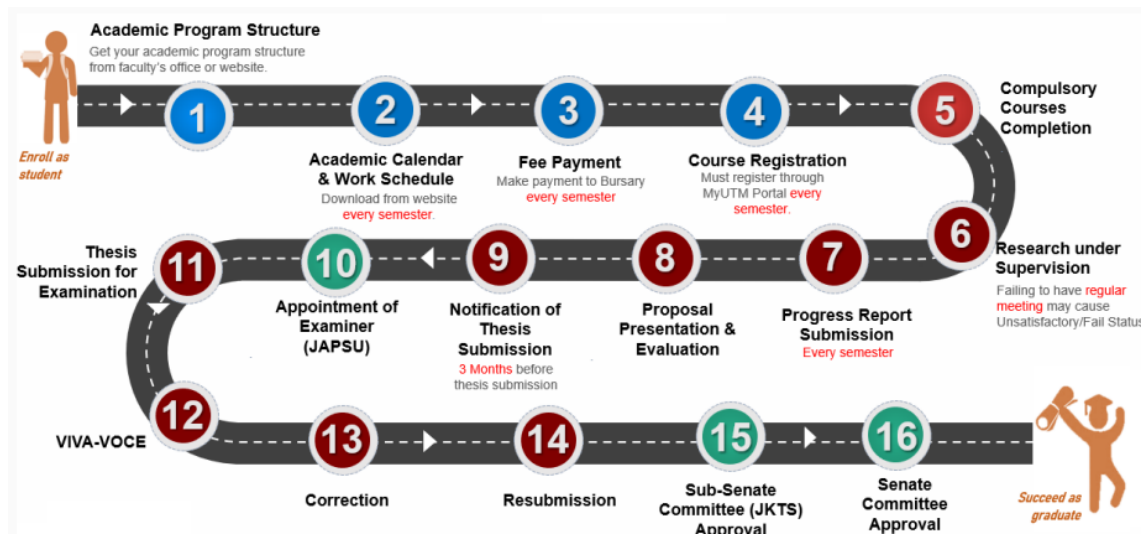 Academic Program Structure
Get your academic program structure
from faculty's office or website.
Enroll as
student
1
2
Academic Calendar
& Work Schedule
Download from website
every semester.
3
Fee Payment
Make payment to Bursary
every semester
4
Course Registration
Must register through
MyUTM Portal every
semester.
5
Compulsory
Courses
Completion
6
Research under
Supervision
Failing to have regular
meeting may cause
Unsatisfactory/Fail Status
7
Progress Report
Submission
Every semester
8
Proposal
Presentation &
Evaluation
9
Notification of
Thesis
Submission
3 Months before
thesis submission
10
Appointment of
Examiner
(JAPSU)
11
Thesis
Submission for
Examination
12
VIVA-VOCE
13
Correction
14
Resubmission
15
Sub-Senate
Committee (JKTS)
Approval
16
Senate
Committee
Approval
Succeed as
graduate